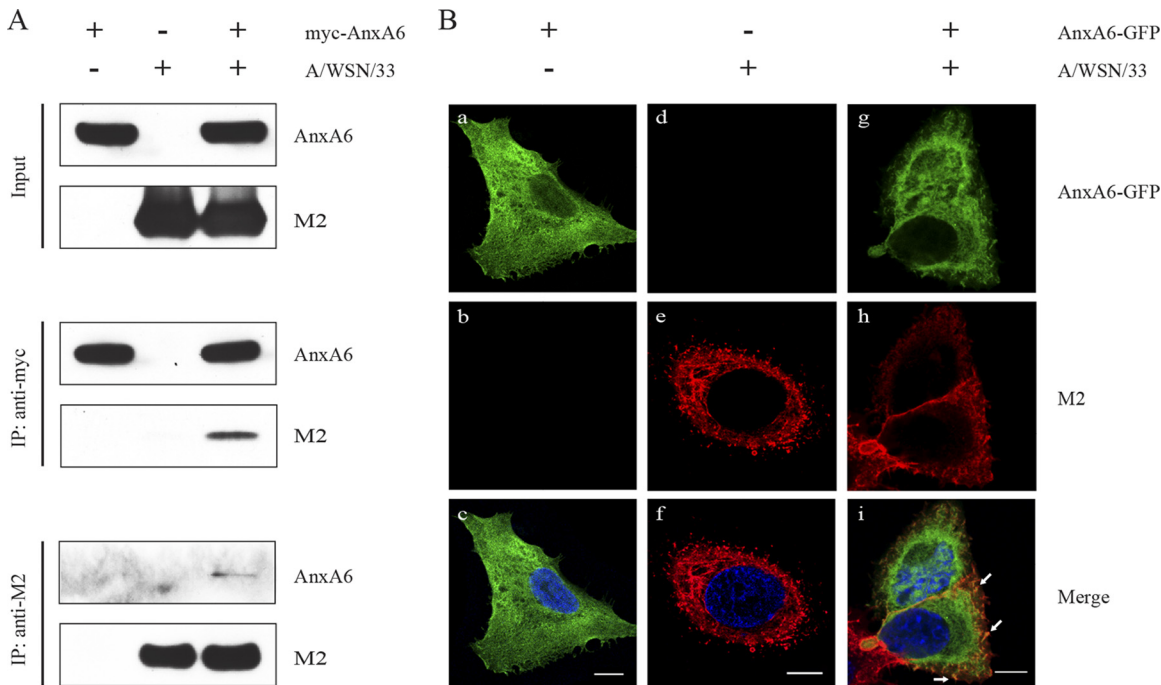 A
+ - + myc-AnxA6
- + + A/WSN/33
Input
AnxA6
M2
IP: anti-myc
AnxA6
M2
IP: anti-M2
AnxA6
M2
B
+ - + AnxA6-GFP
- + + A/WSN/33
a d g AnxA6-GFP
b e h M2
c f i Merge